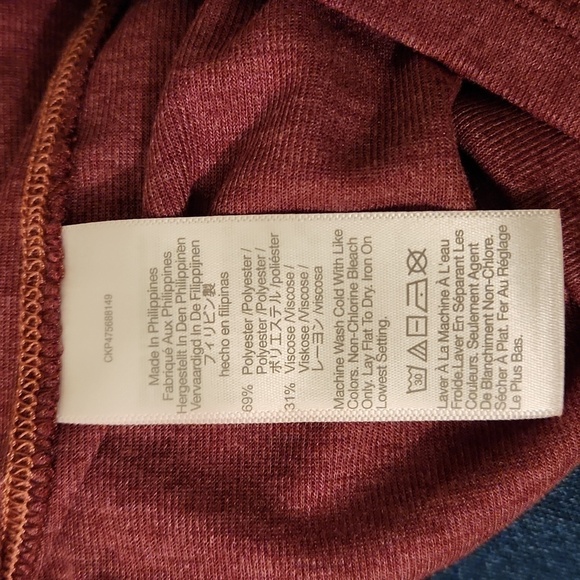 CKP475688149
Made In Philippines
Fabriqué Aux Philippines
Hergestellt In Den Philippinen
Vervaardigd In De Filippijnen
フィリピン製
hecho en filipinas
69% Polyester/Polyester /
Polyester /Polyester /
ポリエステル/poliéster
31% Viscose /Viscose /
Viskose /Viscose /
レーヨン /viscosa
Machine Wash Cold With Like
Colors. Non-Chlorine Bleach
Only. Lay Flat To Dry. Iron On
Lowest Setting.
30
Laver À La Machine À L'eau
Froide.Laver En Séparant Les
Couleurs. Seulement Agent
De Blanchiment Non-Chlore.
Sécher À Plat. Fer Au Réglage
Le Plus Bas.